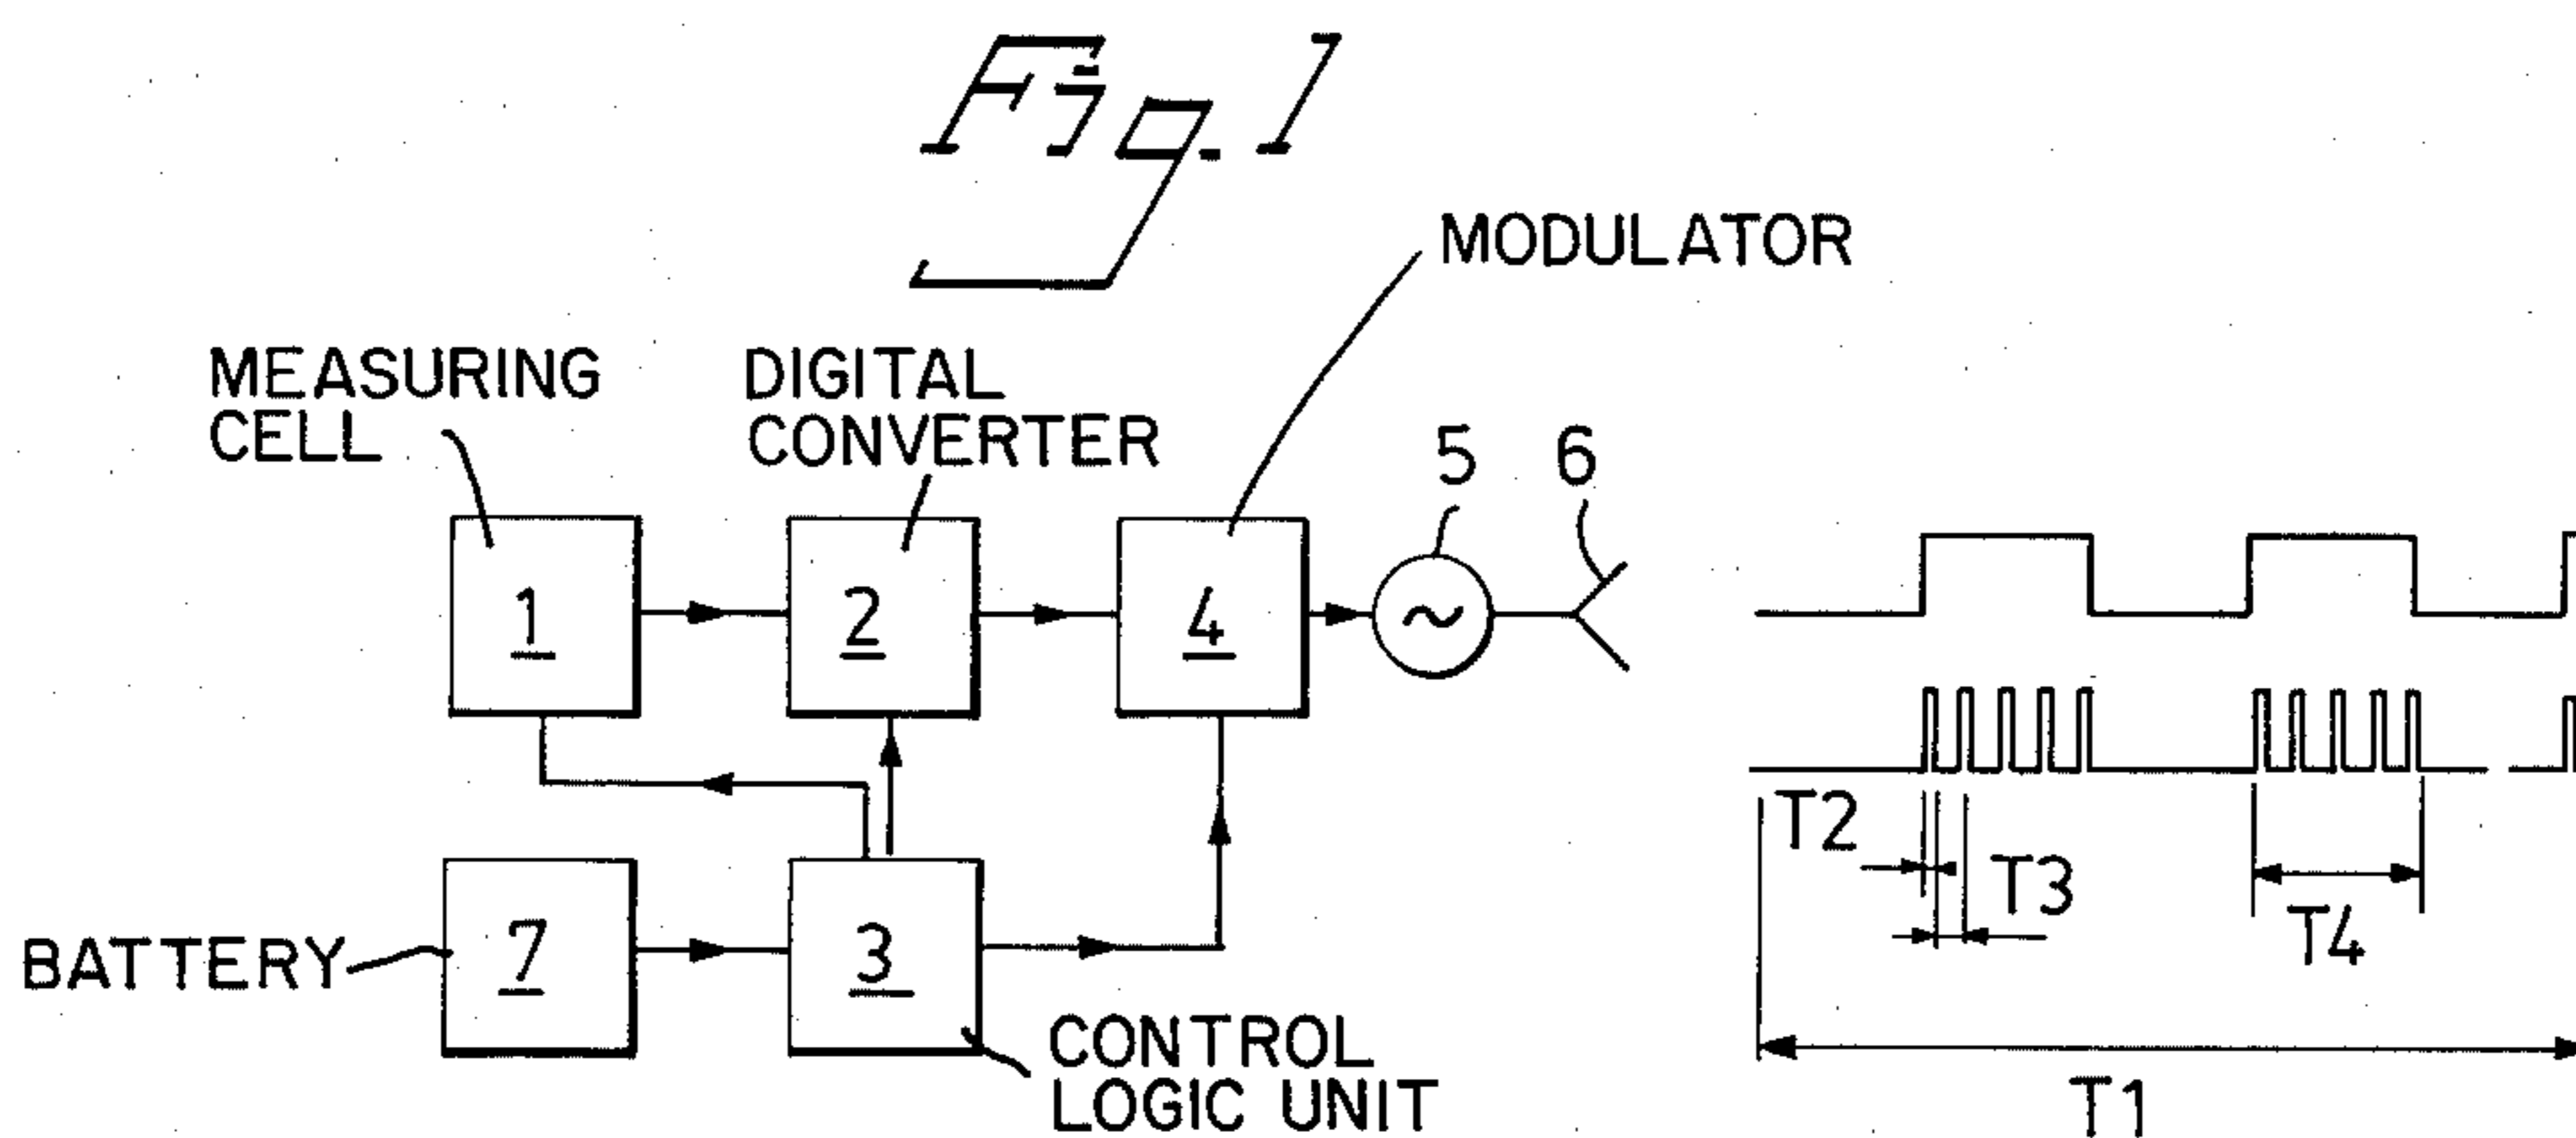 Fig. 1
MODULATOR
MEASURING
CELL
DIGITAL
CONVERTER
5
6
1
2
4
~
T2
T3
T4
BATTERY
7
3
CONTROL
LOGIC UNIT
T1